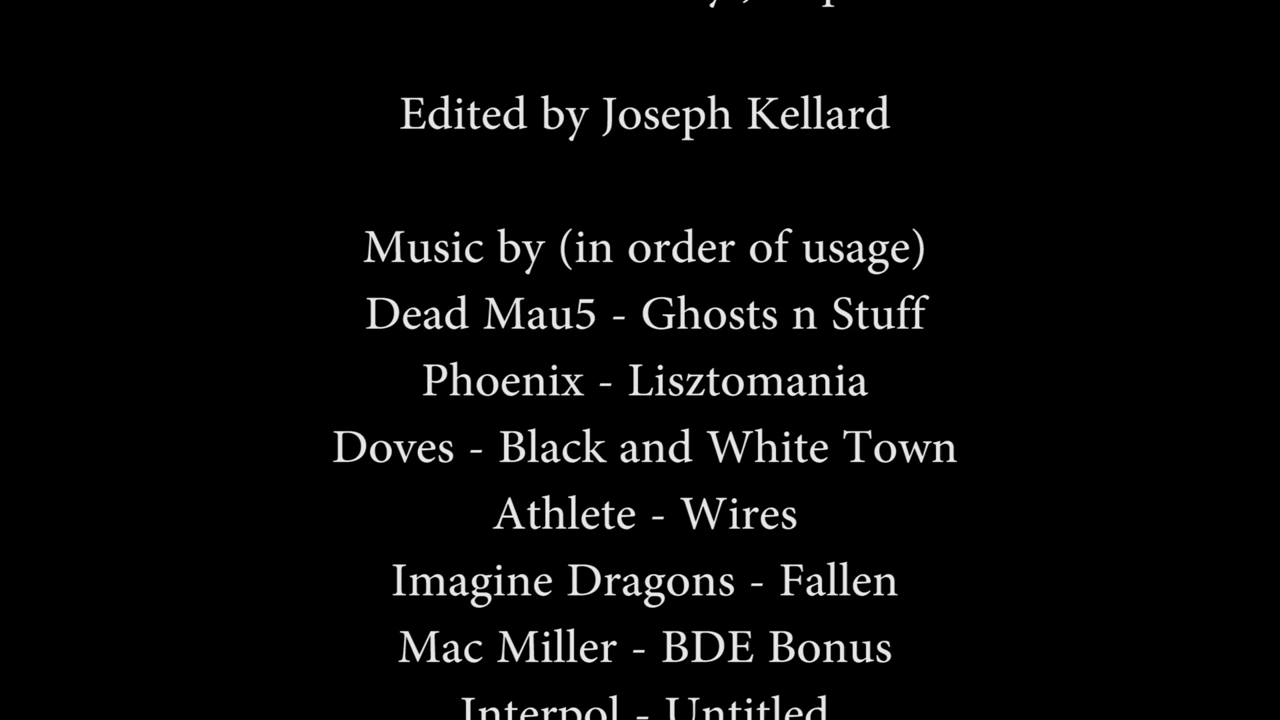 Edited by Joseph Kellard
Music by (in order of usage)
Dead Mau5 - Ghosts n Stuff
Phoenix - Lisztomania
Doves - Black and White Town
Athlete - Wires
Imagine Dragons - Fallen
Mac Miller - BDE Bonus
Interpol - Untitled